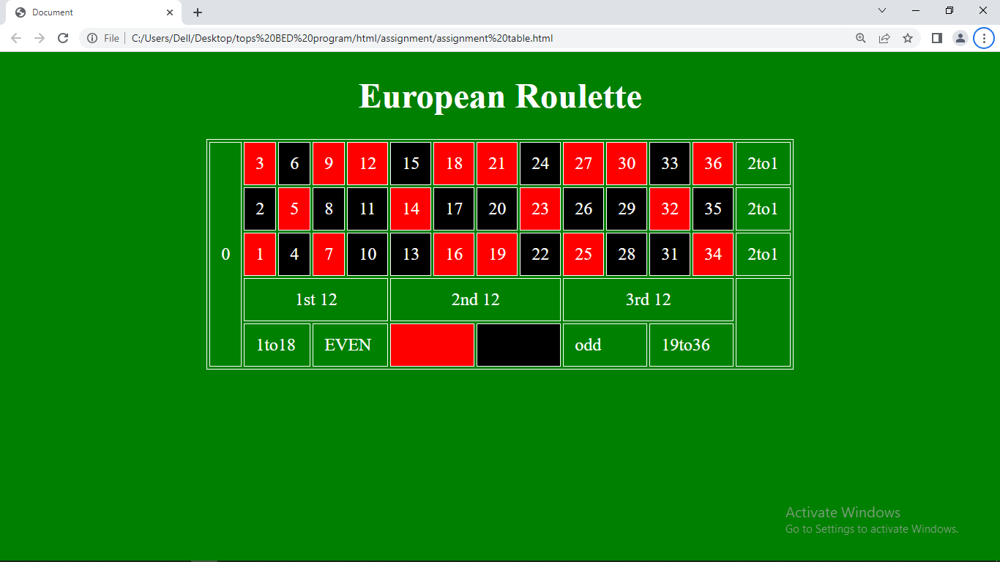 Document
File C:/Users/Dell/Desktop/tops%20BED%20program/html/assignment/assignment%20table.html
European Roulette
3 6 9 12 15 18 21 24 27 30 33 36 2to1
2 5 8 11 14 17 20 23 26 29 32 35 2to1
0 1 4 7 10 13 16 19 22 25 28 31 34 2to1
1st 12 2nd 12 3rd 12
1to18 EVEN odd 19to36
Activate Windows
Go to Settings to activate Windows.